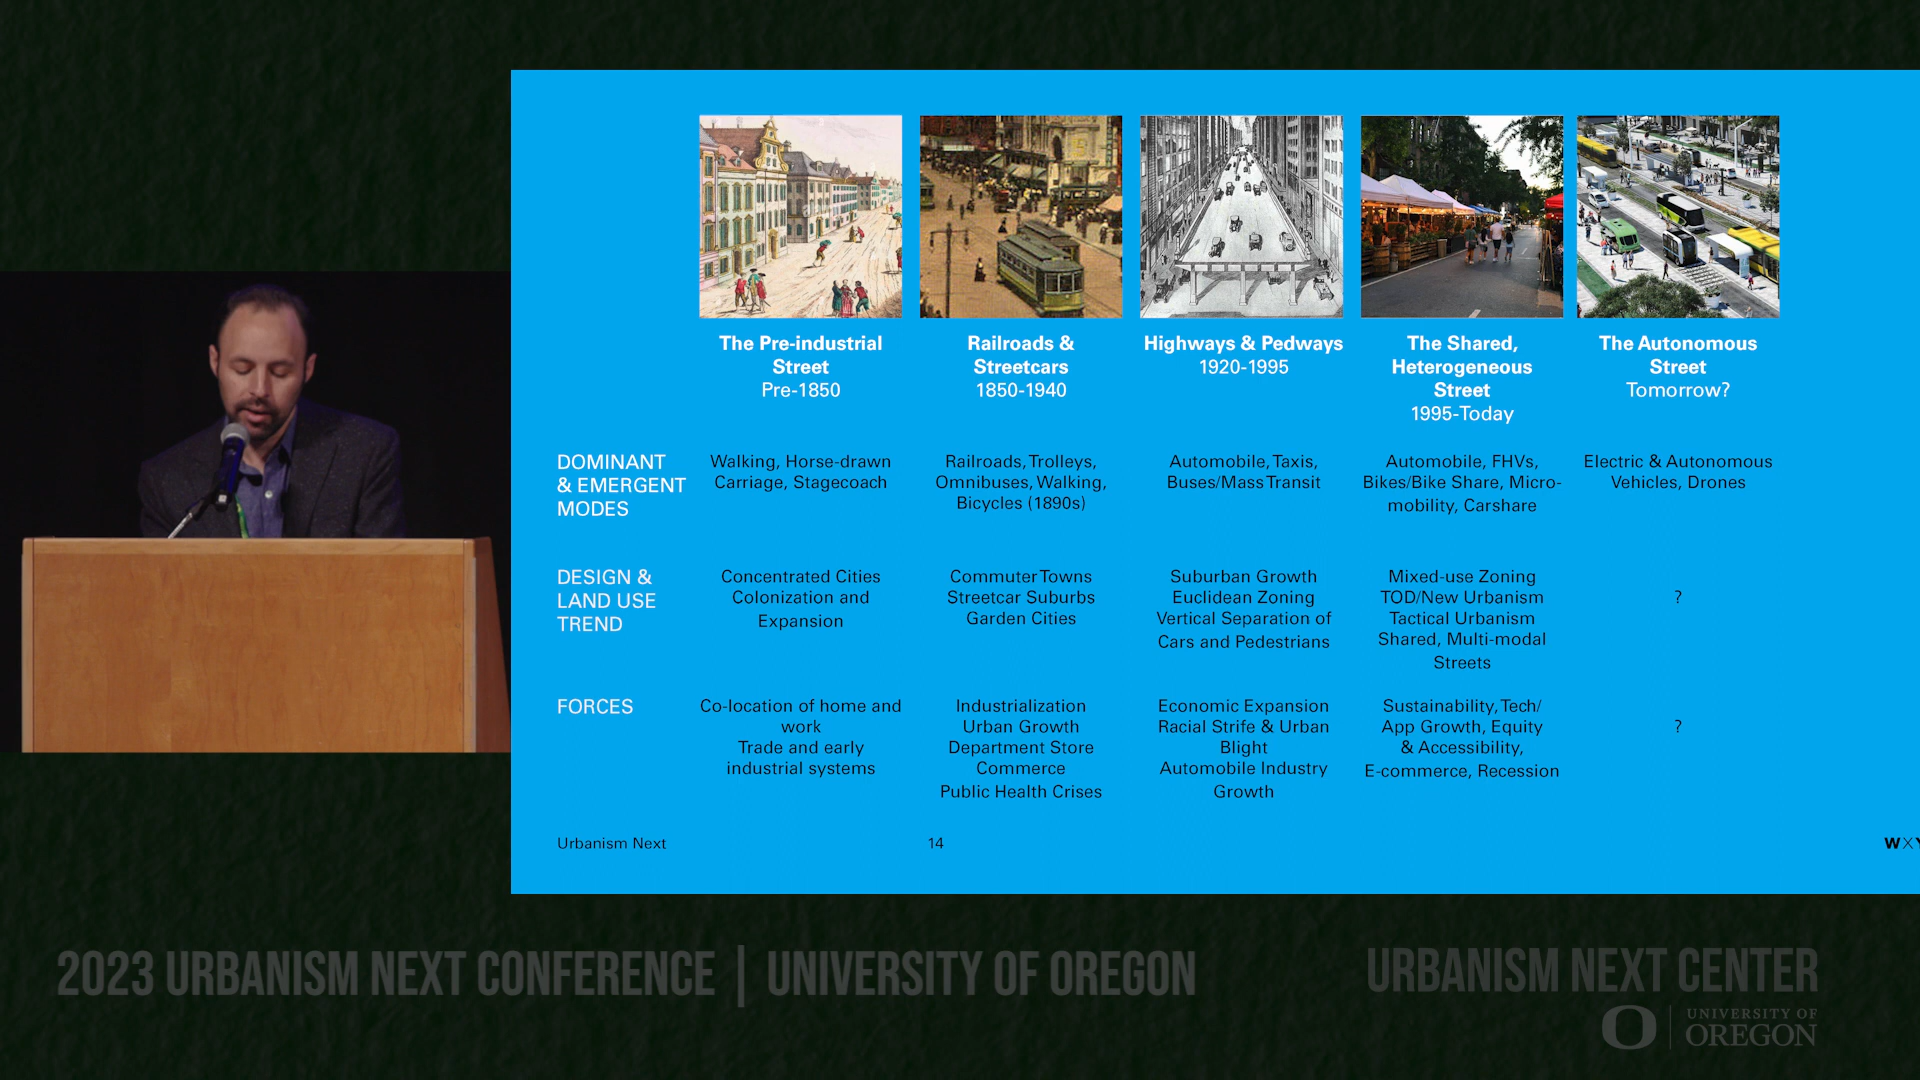 The Pre-industrial
Street
Pre-1850
Railroads &
Streetcars
1850-1940
Highways & Pedways
1920-1995
The Shared,
Heterogeneous
Street
1995-Today
The Autonomous
Street
Tomorrow?
DOMINANT
& EMERGENT
MODES
Walking, Horse-drawn
Carriage, Stagecoach
Railroads, Trolleys,
Omnibuses, Walking,
Bicycles (1890s)
Automobile, Taxis,
Buses/Mass Transit
Automobile, FHVs,
Bikes/Bike Share, Micro-
mobility, Carshare
Electric & Autonomous
Vehicles, Drones
DESIGN &
LAND USE
TREND
Concentrated Cities
Colonization and
Expansion
Commuter Towns
Streetcar Suburbs
Garden Cities
Suburban Growth
Euclidean Zoning
Vertical Separation of
Cars and Pedestrians
Mixed-use Zoning
TOD/New Urbanism
Tactical Urbanism
Shared, Multi-modal
Streets
?
FORCES
Co-location of home and
work
Trade and early
industrial systems
Industrialization
Urban Growth
Department Store
Commerce
Public Health Crises
Economic Expansion
Racial Strife & Urban
Blight
Automobile Industry
Growth
Sustainability, Tech/
App Growth, Equity
& Accessibility,
E-commerce, Recession
?
Urbanism Next
14
WXY
2023 URBANISM NEXT CONFERENCE | UNIVERSITY OF OREGON
URBANISM NEXT CENTER
O | UNIVERSITY OF
OREGON